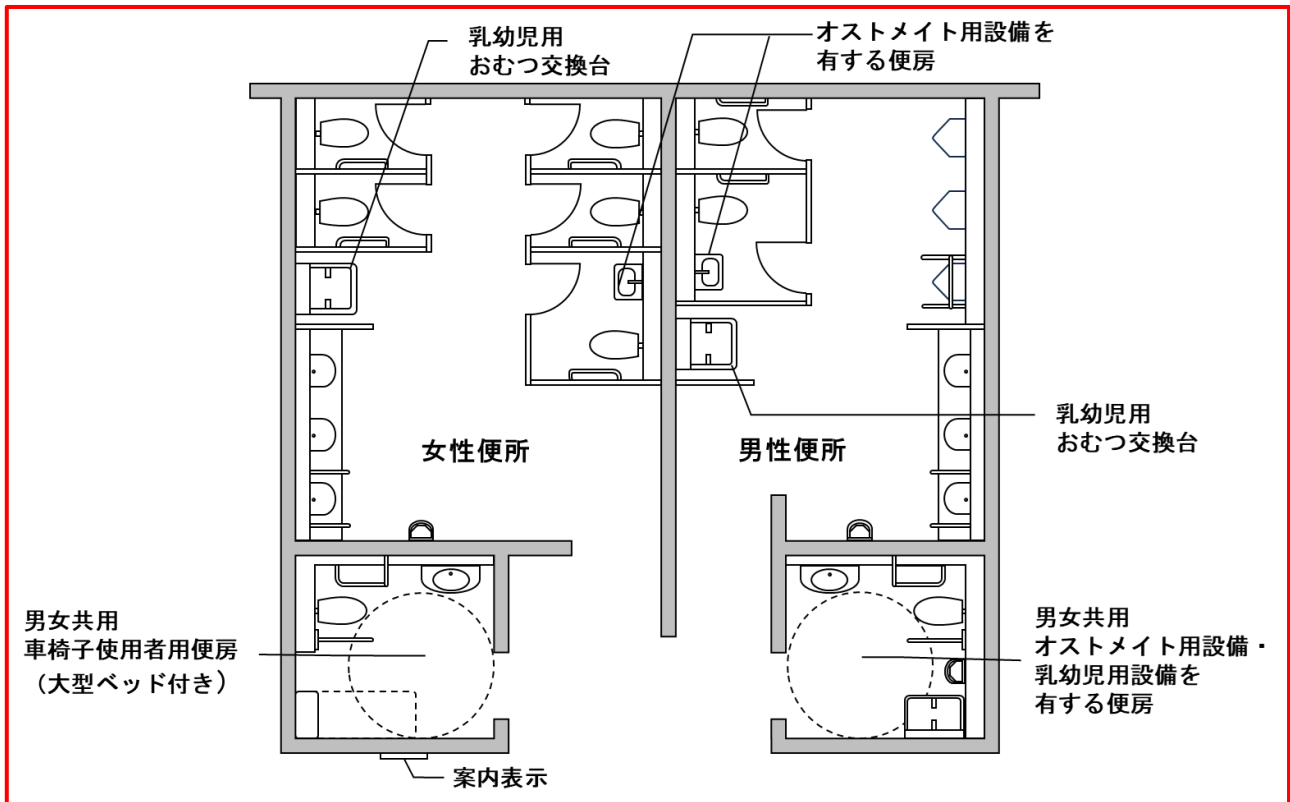 乳幼児用
おむつ交換台
オストメイト用設備を
有する便房
乳幼児用
おむつ交換台
女性便所
男性便所
男女共用
車椅子使用者用便房
（大型ベッド付き）
男女共用
オストメイト用設備・
乳幼児用設備を
有する便房
案内表示